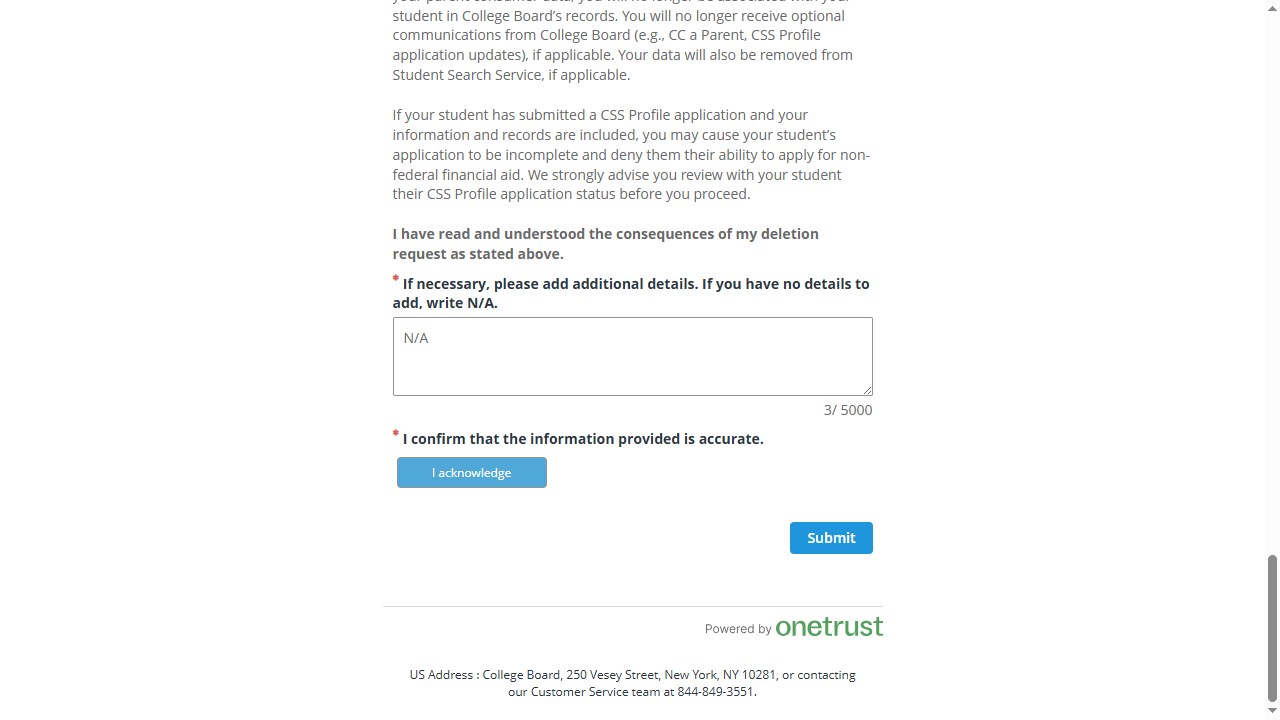 student in College Board’s records. You will no longer receive optional
communications from College Board (e.g., CC a Parent, CSS Profile
application updates), if applicable. Your data will also be removed from
Student Search Service, if applicable.
If your student has submitted a CSS Profile application and your
information and records are included, you may cause your student’s
application to be incomplete and deny them their ability to apply for non-
federal financial aid. We strongly advise you review with your student
their CSS Profile application status before you proceed.
I have read and understood the consequences of my deletion
request as stated above.
* If necessary, please add additional details. If you have no details to
add, write N/A.
N/A
3/ 5000
* I confirm that the information provided is accurate.
I acknowledge
Submit
Powered by onetrust
US Address : College Board, 250 Vesey Street, New York, NY 10281, or contacting
our Customer Service team at 844-849-3551.